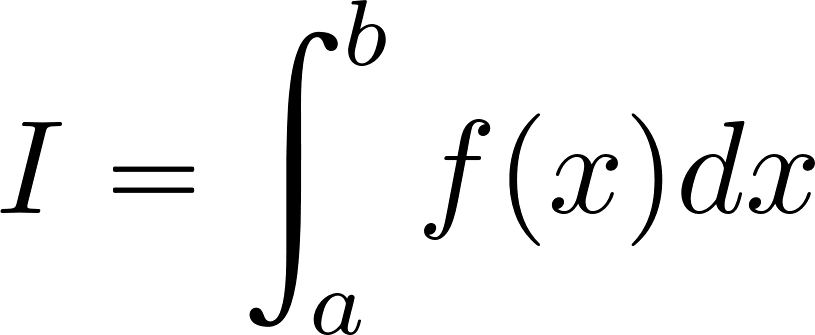 I = ∫_a^b f(x)dx